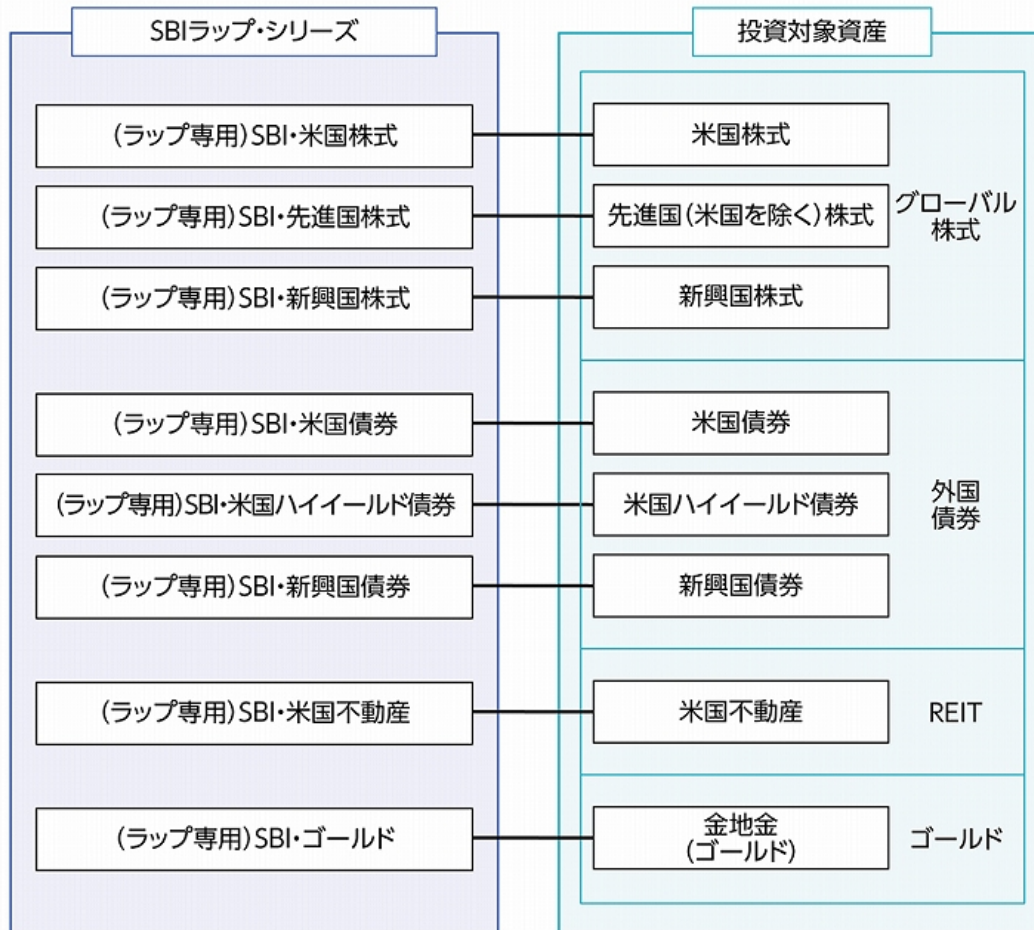 SBIラップ・シリーズ
投資対象資産
(ラップ専用)SBI・米国株式
米国株式
(ラップ専用)SBI・先進国株式
先進国(米国を除く)株式
グローバル
株式
(ラップ専用)SBI・新興国株式
新興国株式
(ラップ専用)SBI・米国債券
米国債券
(ラップ専用)SBI・米国ハイイールド債券
米国ハイイールド債券
外国
債券
(ラップ専用)SBI・新興国債券
新興国債券
(ラップ専用)SBI・米国不動産
米国不動産
REIT
(ラップ専用)SBI・ゴールド
金地金
(ゴールド)
ゴールド